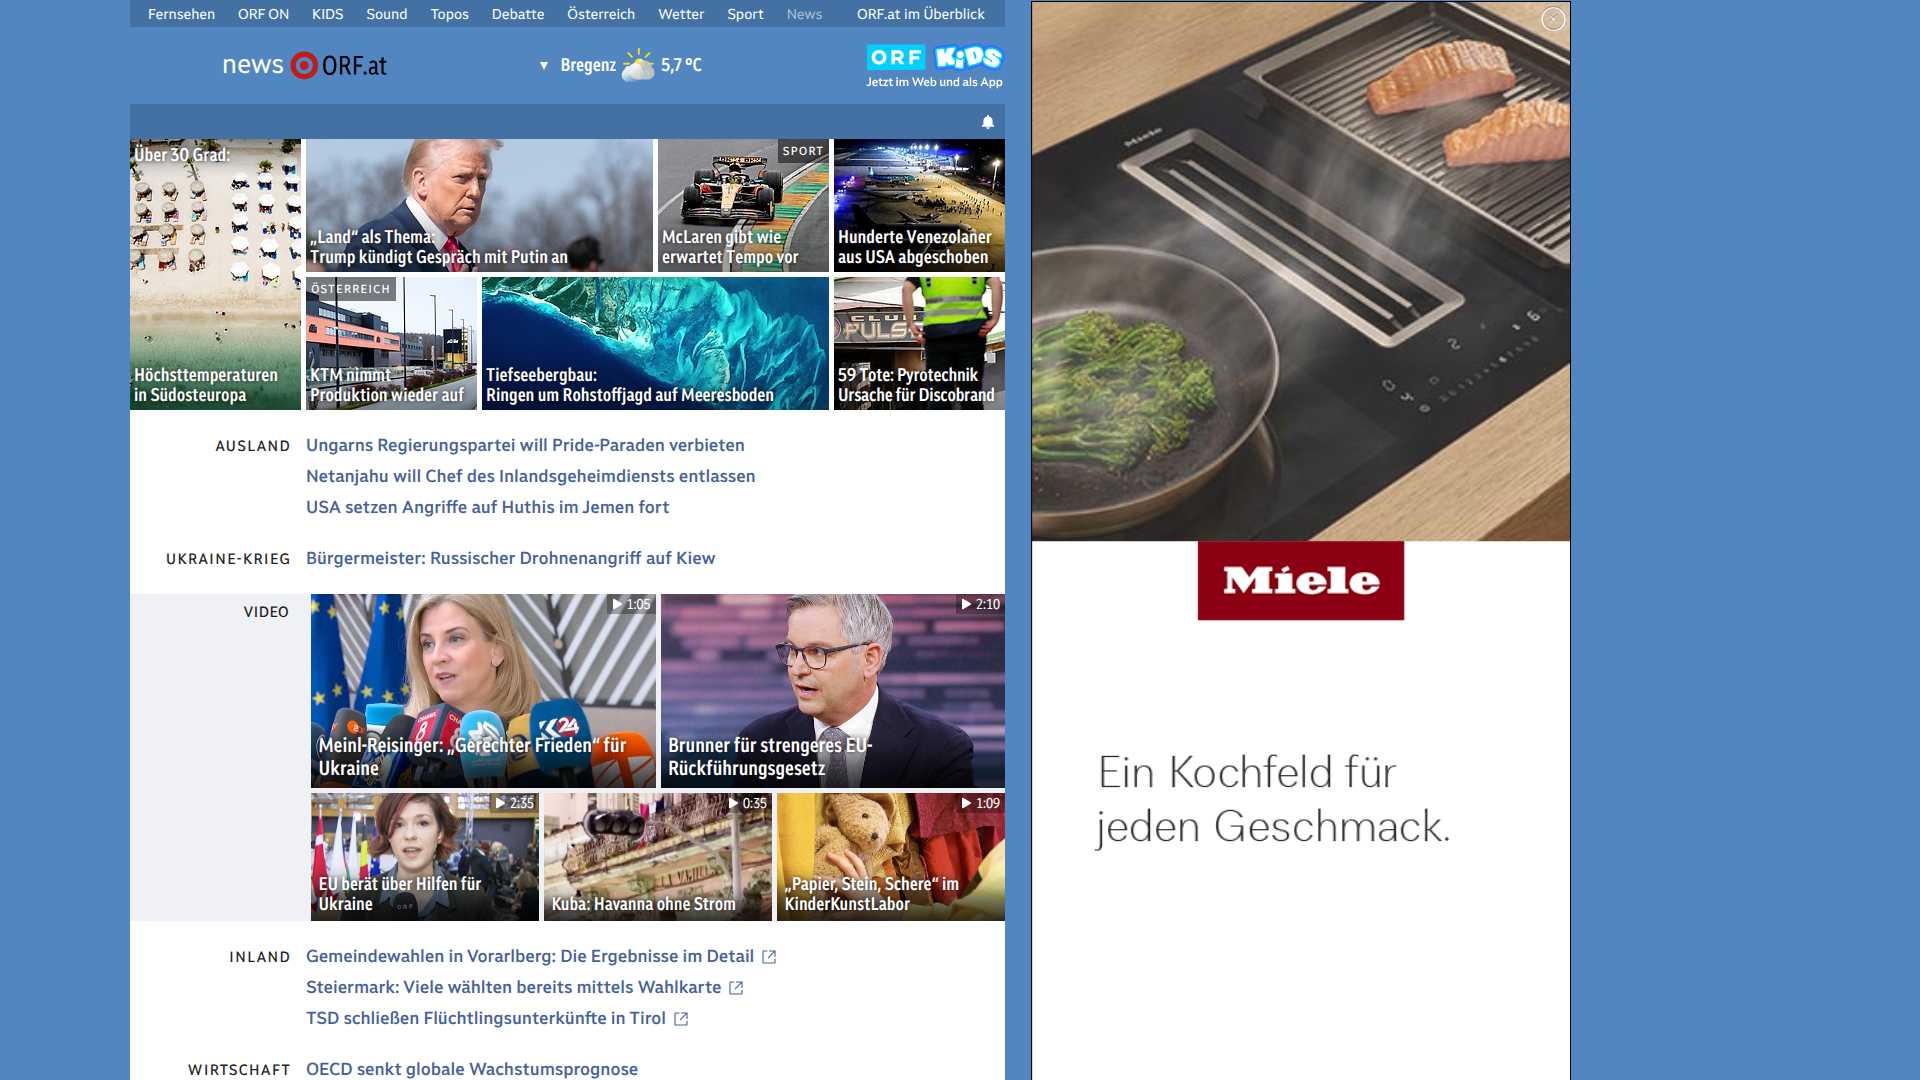 Fernsehen ORF ON KIDS Sound Topos Debatte Österreich Wetter Sport News ORF.at im Überblick
news ORF.at
Bregenz 5,7 °C
ORF KiDS
Jetzt im Web und als App
Über 30 Grad:
Höchsttemperaturen
in Südosteuropa
„Land“ als Thema:
Trump kündigt Gespräch mit Putin an
SPORT
McLaren gibt wie
erwartet Tempo vor
Hunderte Venezolaner
aus USA abgeschoben
ÖSTERREICH
KTM nimmt
Produktion wieder auf
Tiefseebergbau:
Ringen um Rohstoffjagd auf Meeresboden
CLUB
PULS
59 Tote: Pyrotechnik
Ursache für Discobrand
AUSLAND
Ungarns Regierungspartei will Pride-Paraden verbieten
Netanjahu will Chef des Inlandsgeheimdiensts entlassen
USA setzen Angriffe auf Huthis im Jemen fort
UKRAINE-KRIEG
Bürgermeister: Russischer Drohnenangriff auf Kiew
VIDEO
1:05
K24
Meinl-Reisinger: „Gerechter Frieden“ für
Ukraine
2:10
Brunner für strengeres EU-
Rückführungsgesetz
2:35
EU berät über Hilfen für
Ukraine
ORF
0:35
Kuba: Havanna ohne Strom
1:09
„Papier, Stein, Schere“ im
KinderKunstLabor
INLAND
Gemeindewahlen in Vorarlberg: Die Ergebnisse im Detail
Steiermark: Viele wählten bereits mittels Wahlkarte
TSD schließen Flüchtlingsunterkünfte in Tirol
WIRTSCHAFT
OECD senkt globale Wachstumsprognose
Miele
Miele
Ein Kochfeld für
jeden Geschmack.